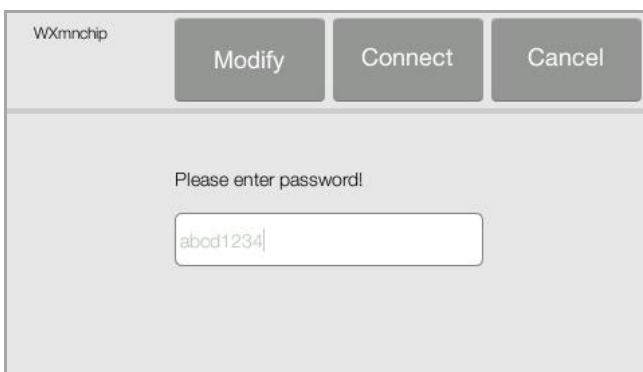 WXmnchip
Modify
Connect
Cancel
Please enter password!
abcd1234